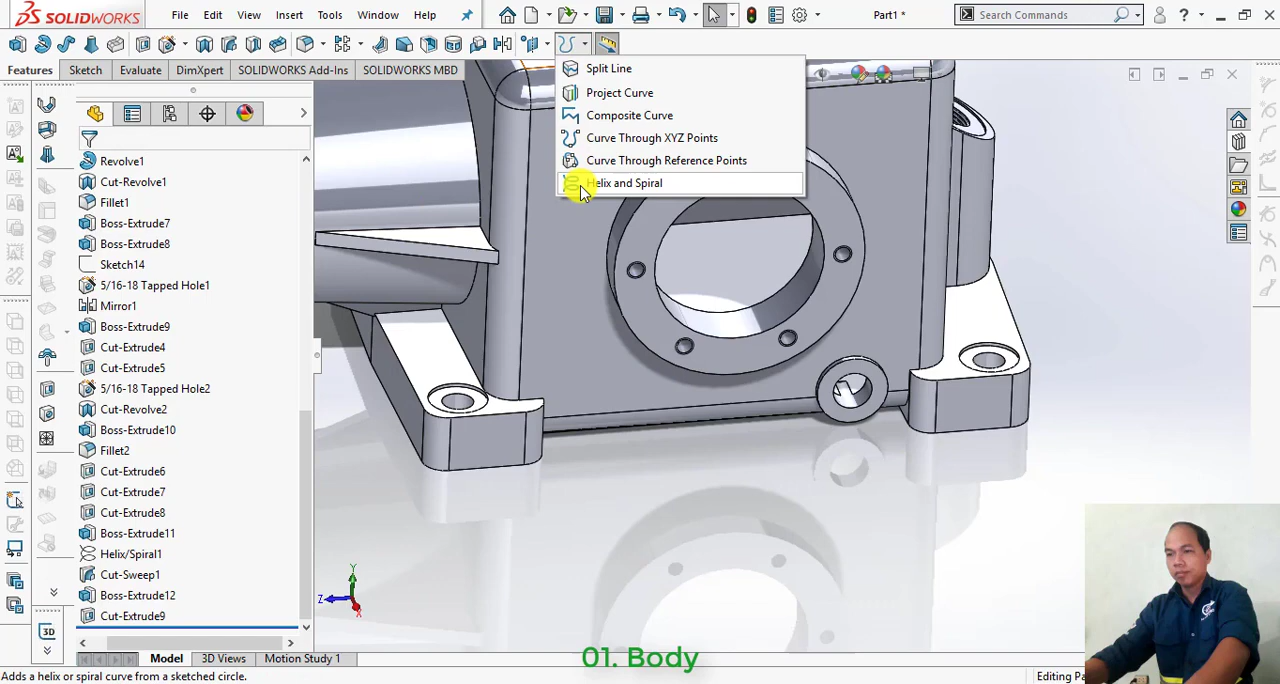 SOLIDWORKS
File
Edit
View
Insert
Tools
Window
Help
Part1 *
Search Commands
Features
Sketch
Evaluate
DimXpert
SOLIDWORKS Add-Ins
SOLIDWORKS MBD
Split Line
Project Curve
Composite Curve
Curve Through XYZ Points
Curve Through Reference Points
Helix and Spiral
Revolve1
Cut-Revolve1
Fillet1
Boss-Extrude7
Boss-Extrude8
Sketch14
5/16-18 Tapped Hole1
Mirror1
Boss-Extrude9
Cut-Extrude4
Cut-Extrude5
5/16-18 Tapped Hole2
Cut-Revolve2
Boss-Extrude10
Fillet2
Cut-Extrude6
Cut-Extrude7
Cut-Extrude8
Boss-Extrude11
Helix/Spiral1
Cut-Sweep1
Boss-Extrude12
Cut-Extrude9
Y
Z
X
3D
Model
3D Views
Motion Study 1
01. Body
Adds a helix or spiral curve from a sketched circle.
Editing Pa